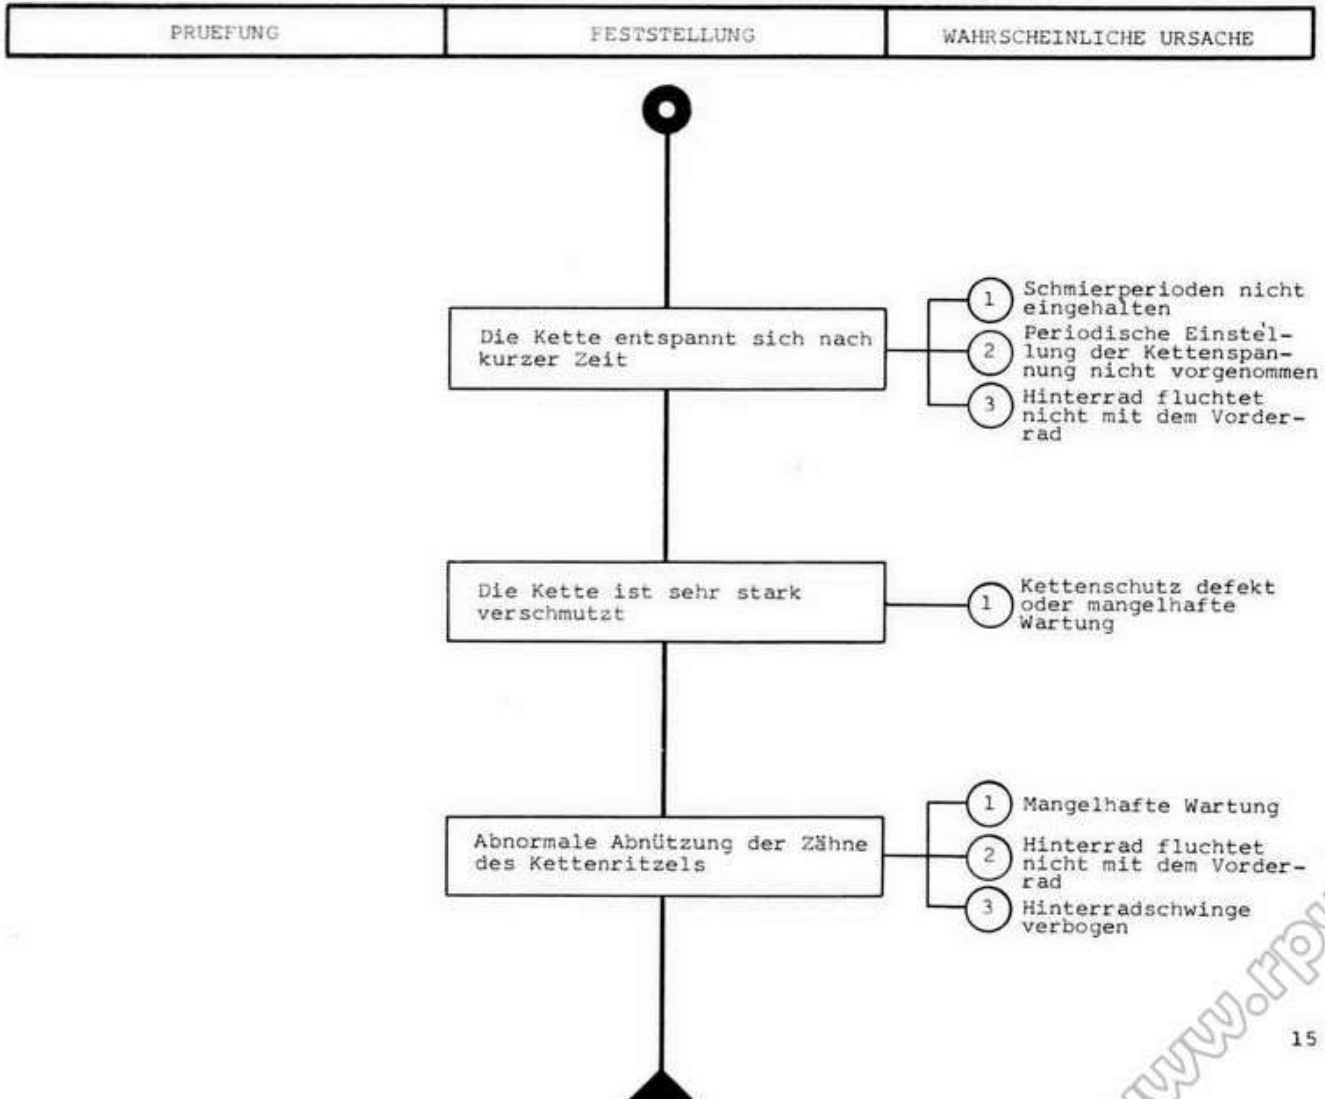 PRUEFUNG
FESTSTELLUNG
WAHRSCHEINLICHE URSACHE
Die Kette entspannt sich nach
kurzer Zeit
1
Schmierperioden nicht
eingehalten
2
Periodische Einstel-
lung der Kettenspan-
nung nicht vorgenommen
3
Hinterrad fluchtet
nicht mit dem Vorder-
rad
Die Kette ist sehr stark
verschmutzt
1
Kettenschutz defekt
oder mangelhafte
Wartung
Abnormale Abnützung der Zähne
des Kettenritzels
1
Mangelhafte Wartung
2
Hinterrad fluchtet
nicht mit dem Vorder-
rad
3
Hinterradschwinge
verbogen
15